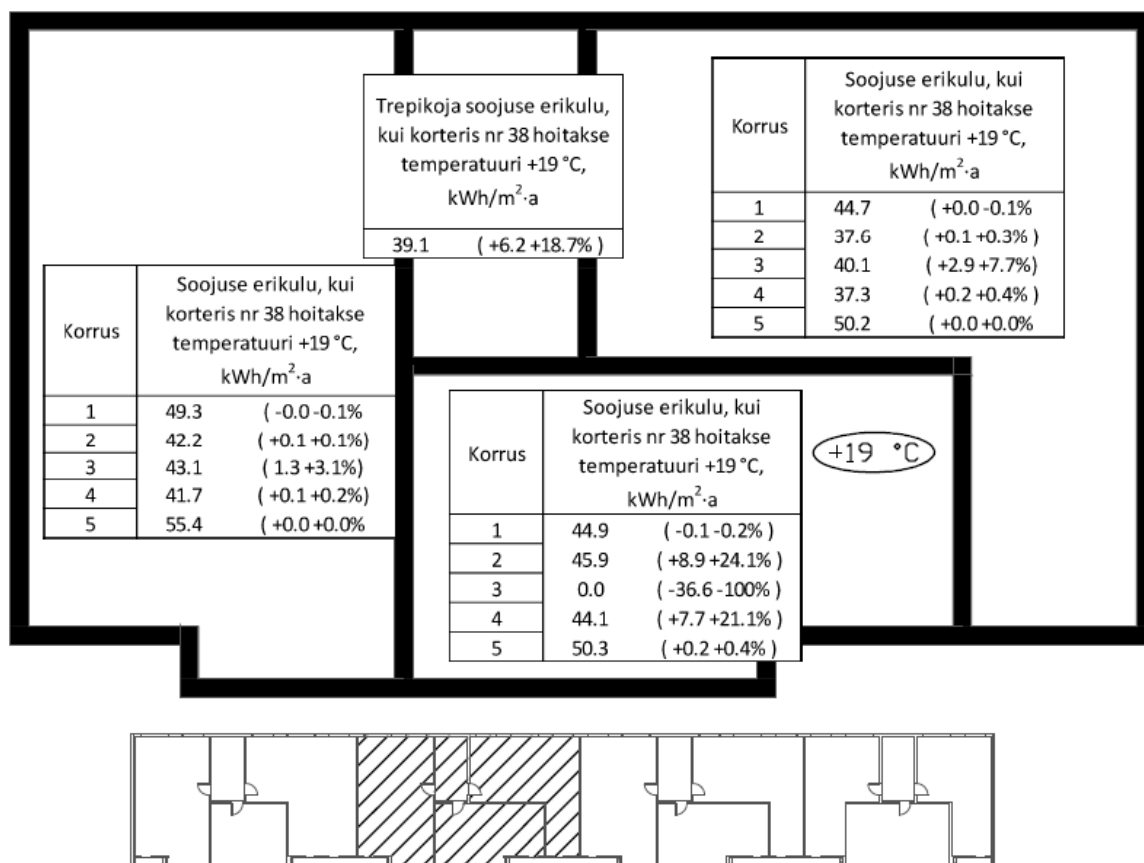 Trepikoja soojuse erikulu,
kui korteris nr 38 hoitakse
temperatuuri +19 °C,
kWh/m²·a
39.1 ( +6.2 +18.7% )
Korrus
Soojuse erikulu, kui
korteris nr 38 hoitakse
temperatuuri +19 °C,
kWh/m²·a
1 44.7 ( +0.0 -0.1%
2 37.6 ( +0.1 +0.3% )
3 40.1 ( +2.9 +7.7%)
4 37.3 ( +0.2 +0.4% )
5 50.2 ( +0.0 +0.0%
Korrus
Soojuse erikulu, kui
korteris nr 38 hoitakse
temperatuuri +19 °C,
kWh/m²·a
1 49.3 ( -0.0 -0.1%
2 42.2 ( +0.1 +0.1%)
3 43.1 ( 1.3 +3.1%)
4 41.7 ( +0.1 +0.2%)
5 55.4 ( +0.0 +0.0%
Korrus
Soojuse erikulu, kui
korteris nr 38 hoitakse
temperatuuri +19 °C,
kWh/m²·a
1 44.9 ( -0.1 -0.2% )
2 45.9 ( +8.9 +24.1% )
3 0.0 ( -36.6 -100% )
4 44.1 ( +7.7 +21.1% )
5 50.3 ( +0.2 +0.4% )
+19 °C